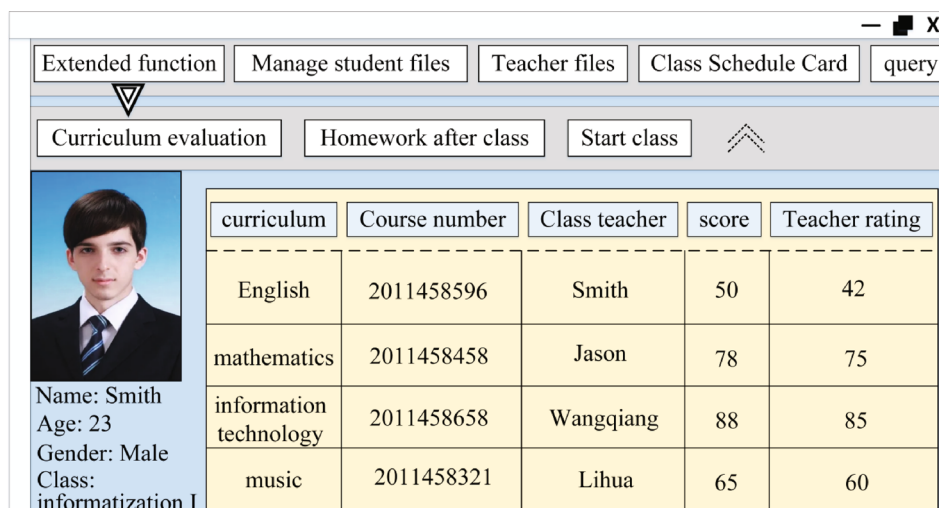 Extended function Manage student files Teacher files Class Schedule Card query
Curriculum evaluation Homework after class Start class
curriculum Course number Class teacher score Teacher rating
English 2011458596 Smith 50 42
mathematics 2011458458 Jason 78 75
information
technology 2011458658 Wangqiang 88 85
music 2011458321 Lihua 65 60
Name: Smith
Age: 23
Gender: Male
Class:
informatization I